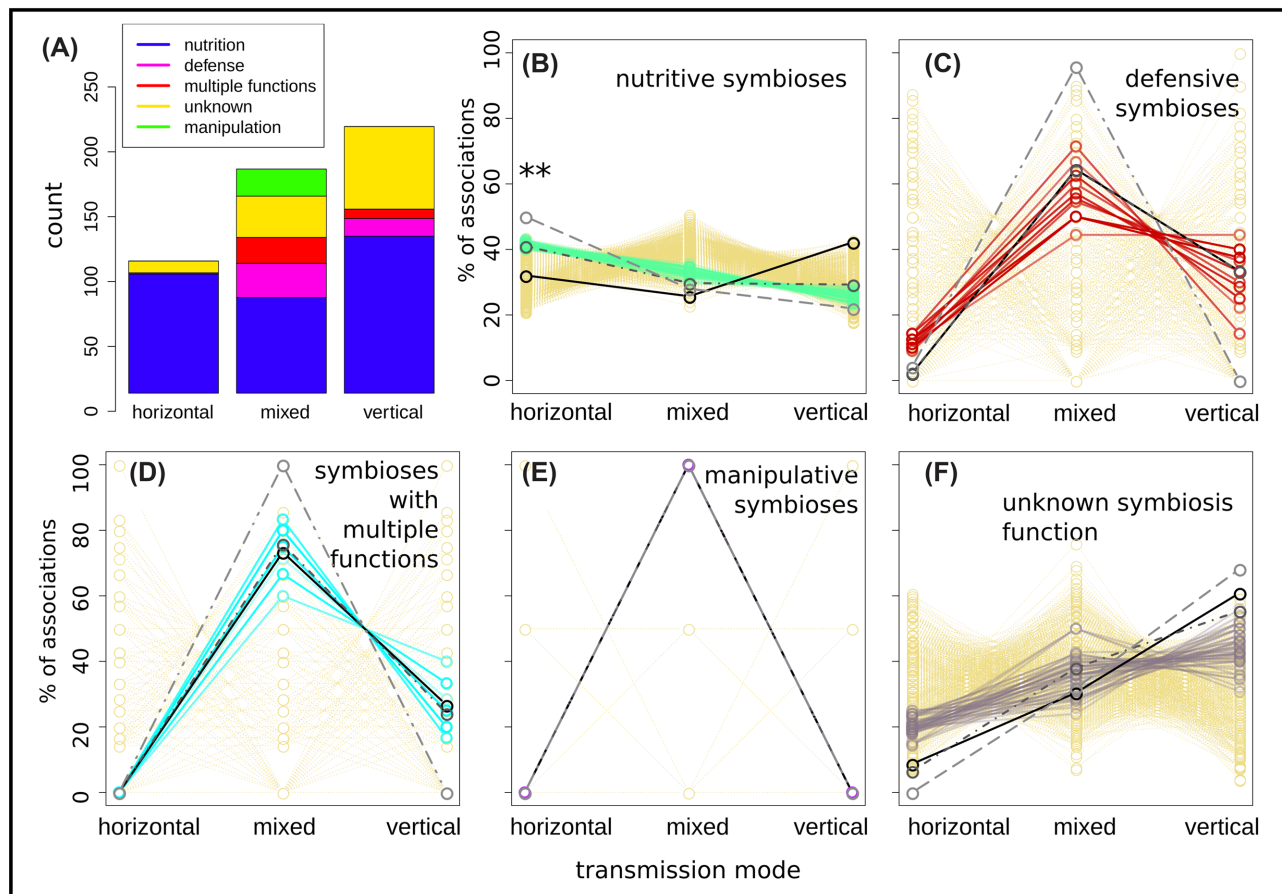 (A)
nutrition
defense
multiple functions
unknown
manipulation
count
0
50
100
150
200
250
horizontal
mixed
vertical
(B)
nutritive symbioses
**
% of associations
0
20
40
60
80
100
horizontal
mixed
vertical
(C)
defensive
symbioses
horizontal
mixed
vertical
(D)
symbioses
with
multiple
functions
% of associations
0
20
40
60
80
100
horizontal
mixed
vertical
(E)
manipulative
symbioses
horizontal
mixed
vertical
(F)
unknown symbiosis
function
horizontal
mixed
vertical
transmission mode